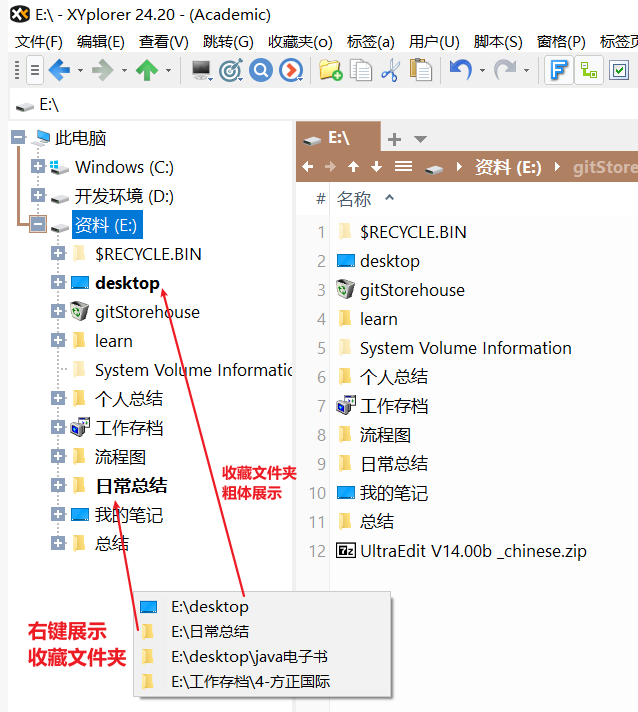 E:\ - XYplorer 24.20 - (Academic)
文件(F) 编辑(E) 查看(V) 跳转(G) 收藏夹(o) 标签(a) 用户(U) 脚本(S) 窗格(P) 标签页
E:\
此电脑
Windows (C:)
开发环境 (D:)
资料 (E:)
$RECYCLE.BIN
desktop
gitStorehouse
learn
System Volume Informatic
个人总结
工作存档
流程图
日常总结
我的笔记
总结
E:\
资料 (E:) gitStore
# 名称
1 $RECYCLE.BIN
2 desktop
3 gitStorehouse
4 learn
5 System Volume Information
6 个人总结
7 工作存档
8 流程图
9 日常总结
10 我的笔记
11 总结
12 UltraEdit V14.00b _chinese.zip
收藏文件夹
粗体展示
右键展示
收藏文件夹
E:\desktop
E:\日常总结
E:\desktop\java电子书
E:\工作存档\4-方正国际